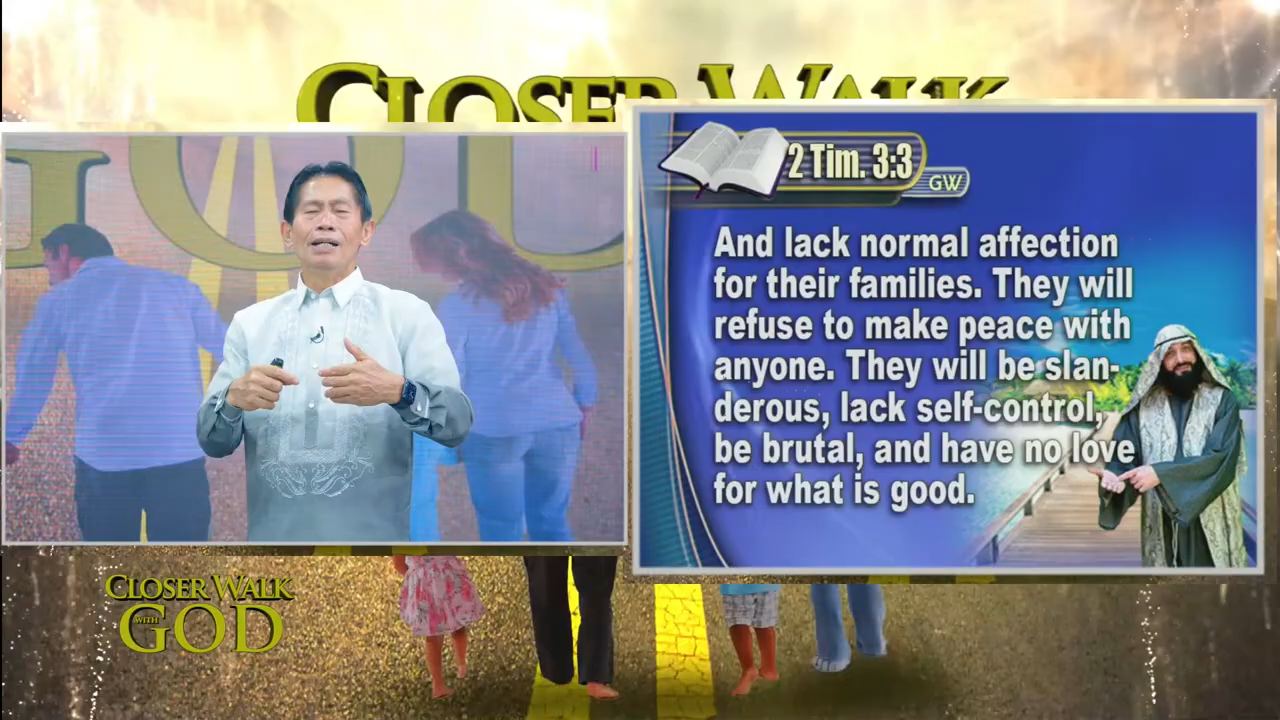 CLOSER WALK
GOD
2 Tim. 3:3
GW
And lack normal affection
for their families. They will
refuse to make peace with
anyone. They will be slan-
derous, lack self-control,
be brutal, and have no love
for what is good.
CLOSER WALK
WITH
GOD